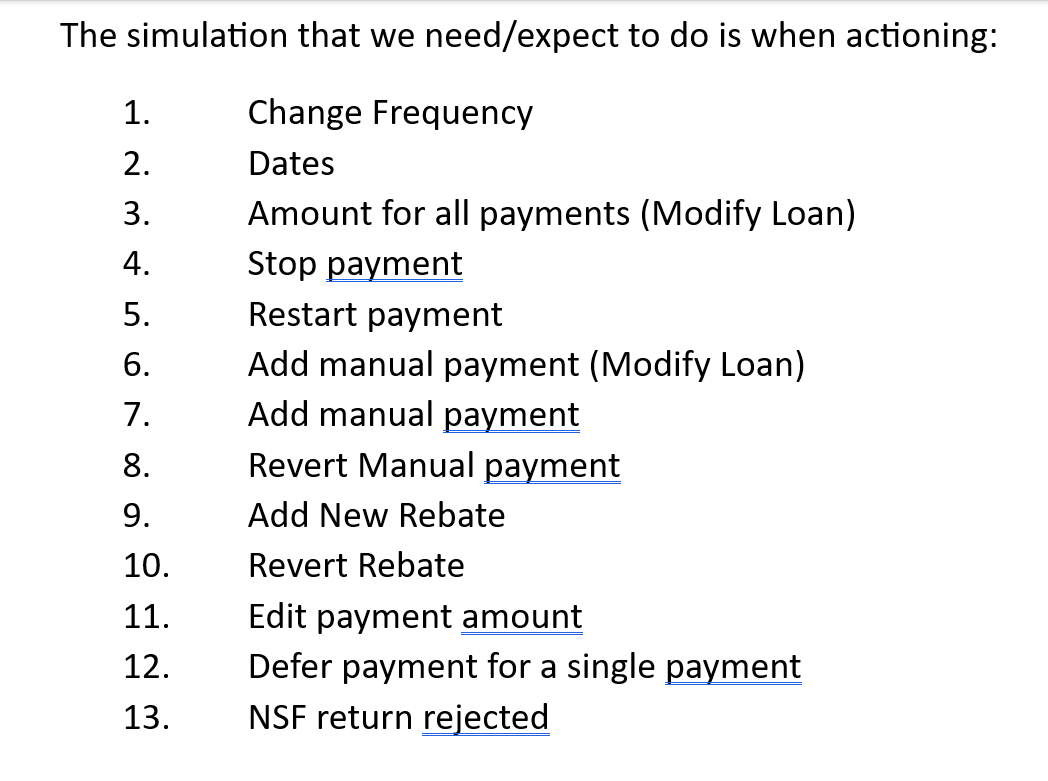 The simulation that we need/expect to do is when actioning:
1. Change Frequency
2. Dates
3. Amount for all payments (Modify Loan)
4. Stop payment
5. Restart payment
6. Add manual payment (Modify Loan)
7. Add manual payment
8. Revert Manual payment
9. Add New Rebate
10. Revert Rebate
11. Edit payment amount
12. Defer payment for a single payment
13. NSF return rejected